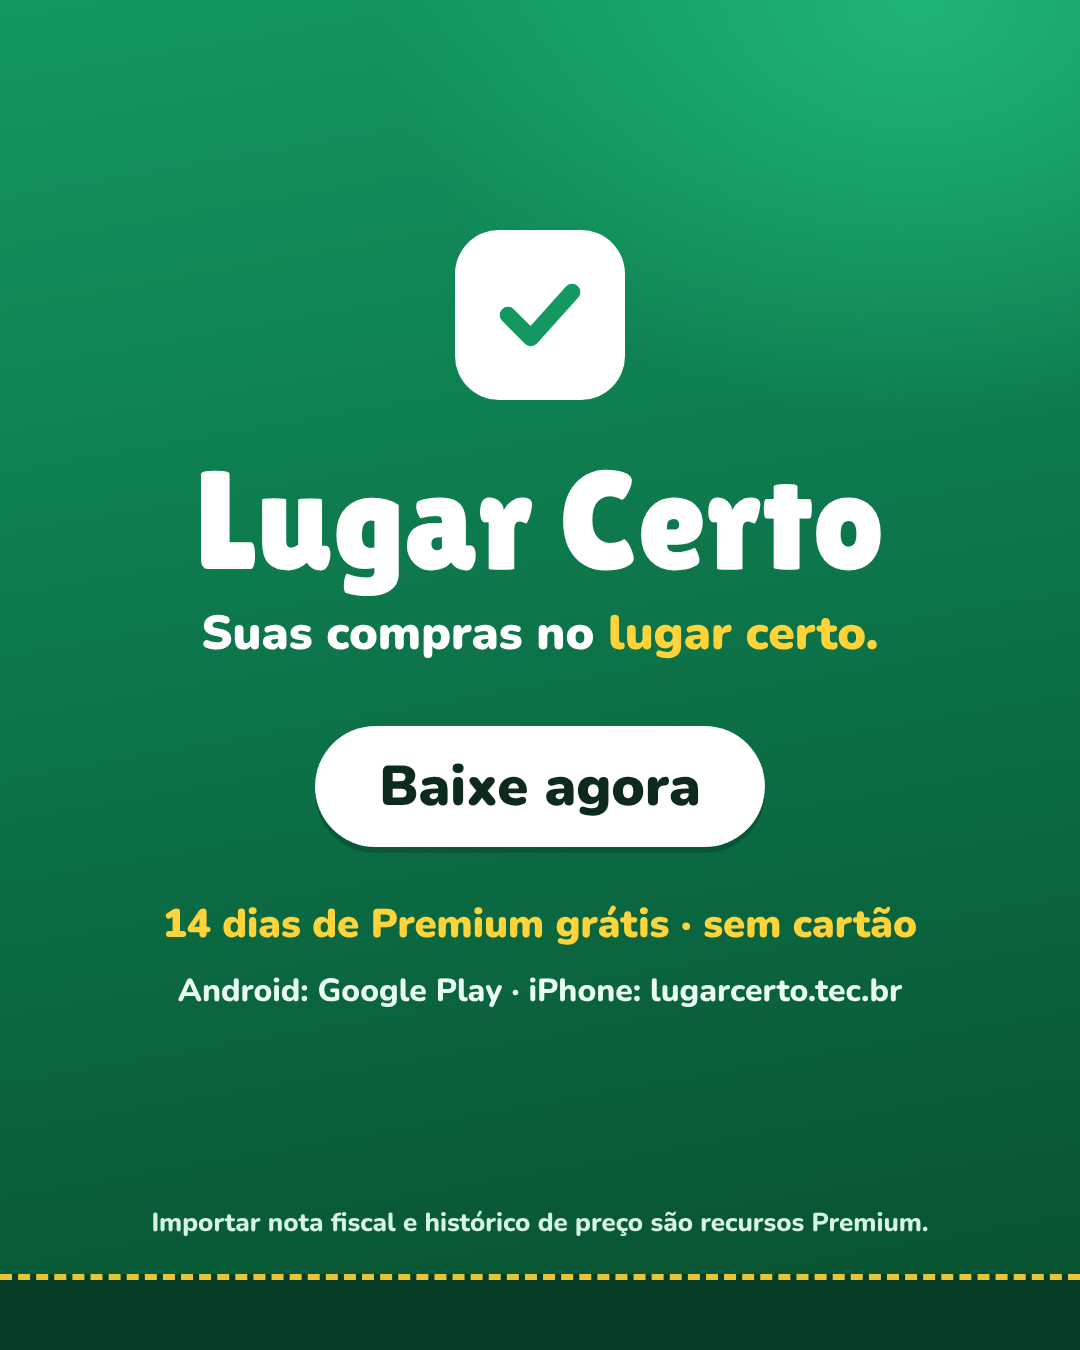 Lugar Certo
Suas compras no lugar certo.
Baixe agora
14 dias de Premium grátis · sem cartão
Android: Google Play · iPhone: lugarcerto.tec.br
Importar nota fiscal e histórico de preço são recursos Premium.